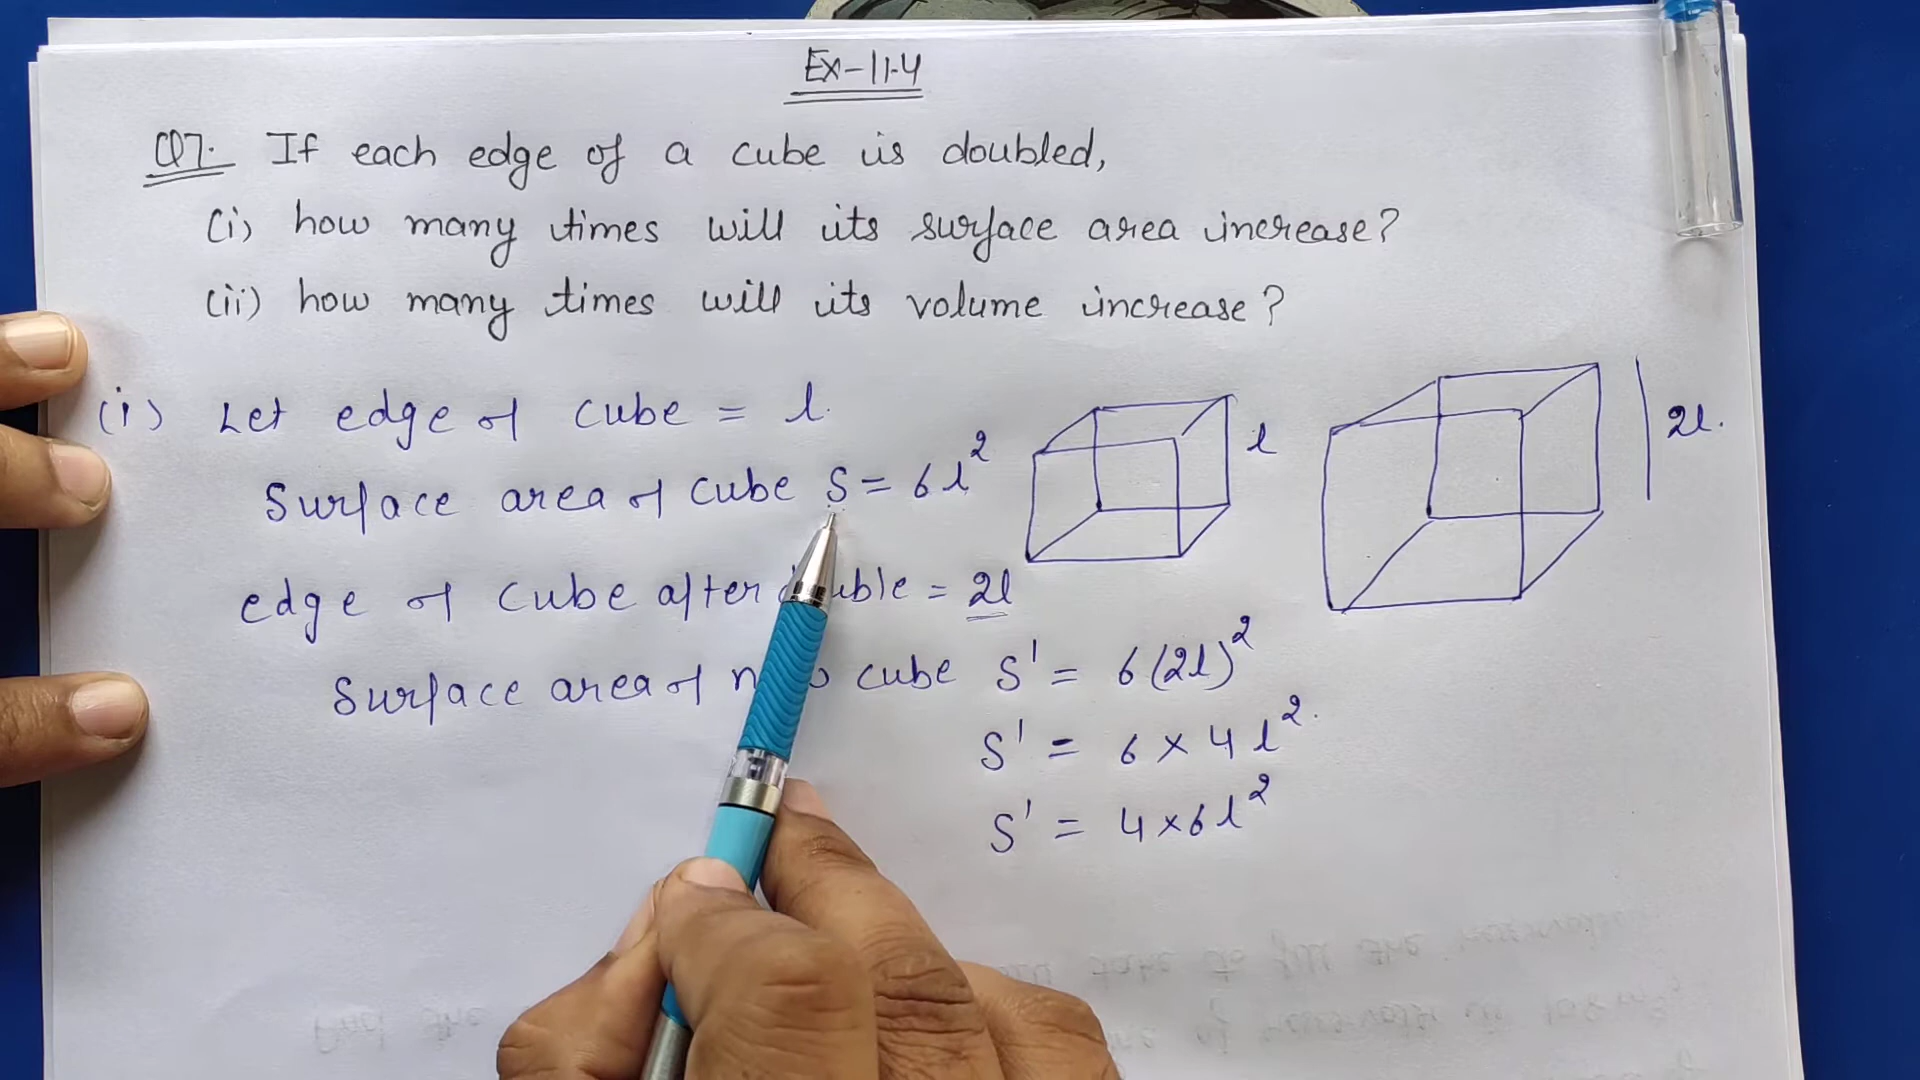 Ex-11.4
Q7. If each edge of a cube is doubled,
(i) how many times will its surface area increase?
(ii) how many times will its volume increase?
(i) Let edge of cube = l.
Surface area of cube S = 6l²
l
2l.
edge of cube after = 2l
Surface area of cube S' = 6(2l)²
S' = 6 × 4l².
S' = 4 × 6l²